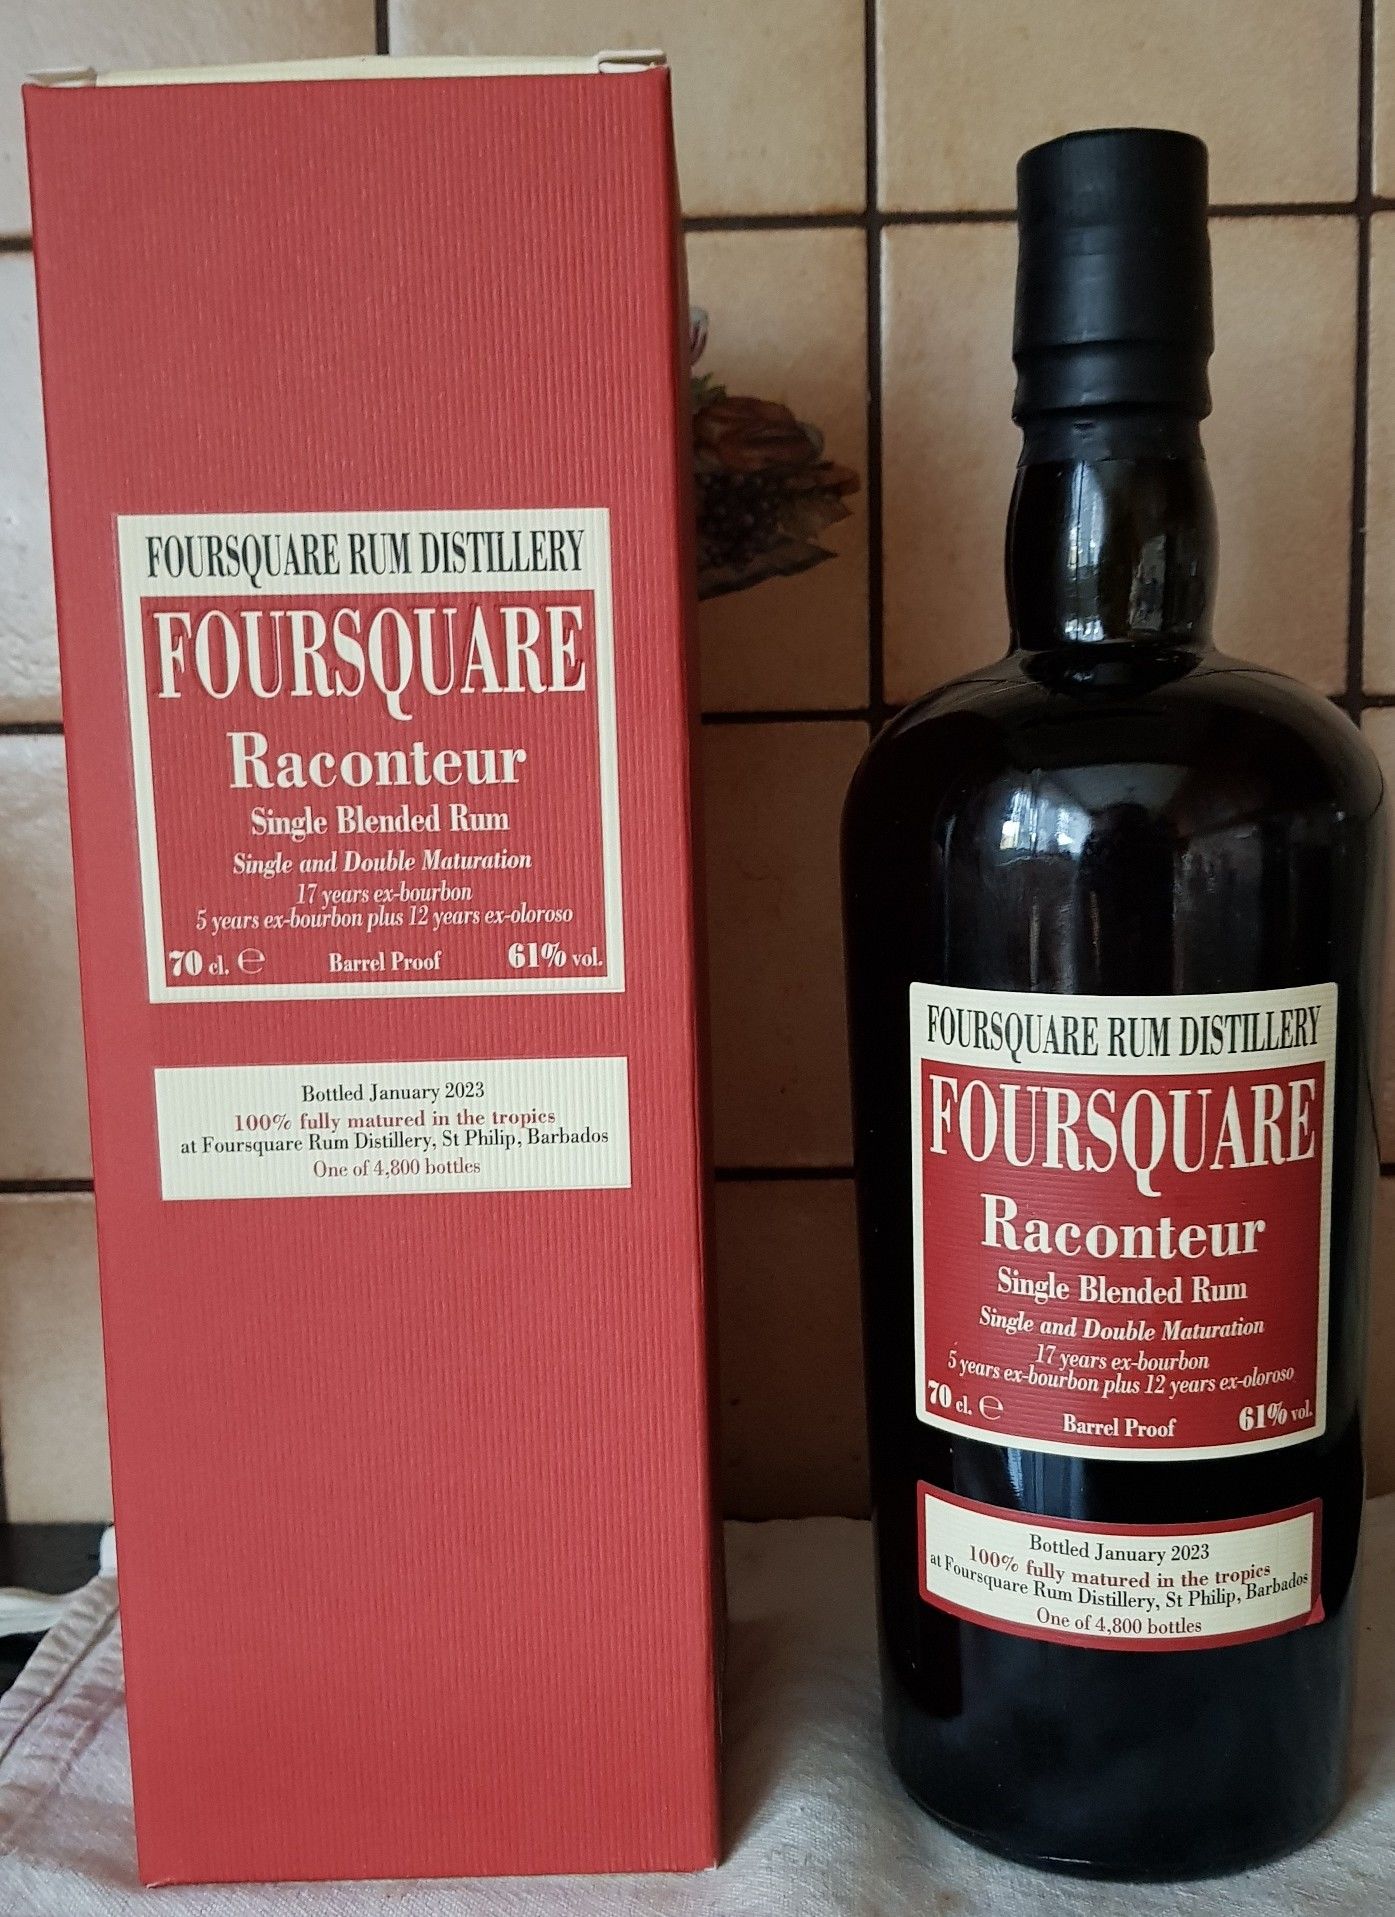 FOURSQUARE RUM DISTILLERY
FOURSQUARE
Raconteur
Single Blended Rum
Single and Double Maturation
17 years ex-bourbon
5 years ex-bourbon plus 12 years ex-oloroso
70 cl. ℮ Barrel Proof 61% vol.
Bottled January 2023
100% fully matured in the tropics
at Foursquare Rum Distillery, St Philip, Barbados
One of 4,800 bottles
FOURSQUARE RUM DISTILLERY
FOURSQUARE
Raconteur
Single Blended Rum
Single and Double Maturation
17 years ex-bourbon
5 years ex-bourbon plus 12 years ex-oloroso
70 cl. ℮ Barrel Proof 61% vol.
Bottled January 2023
100% fully matured in the tropics
at Foursquare Rum Distillery, St Philip, Barbados
One of 4,800 bottles